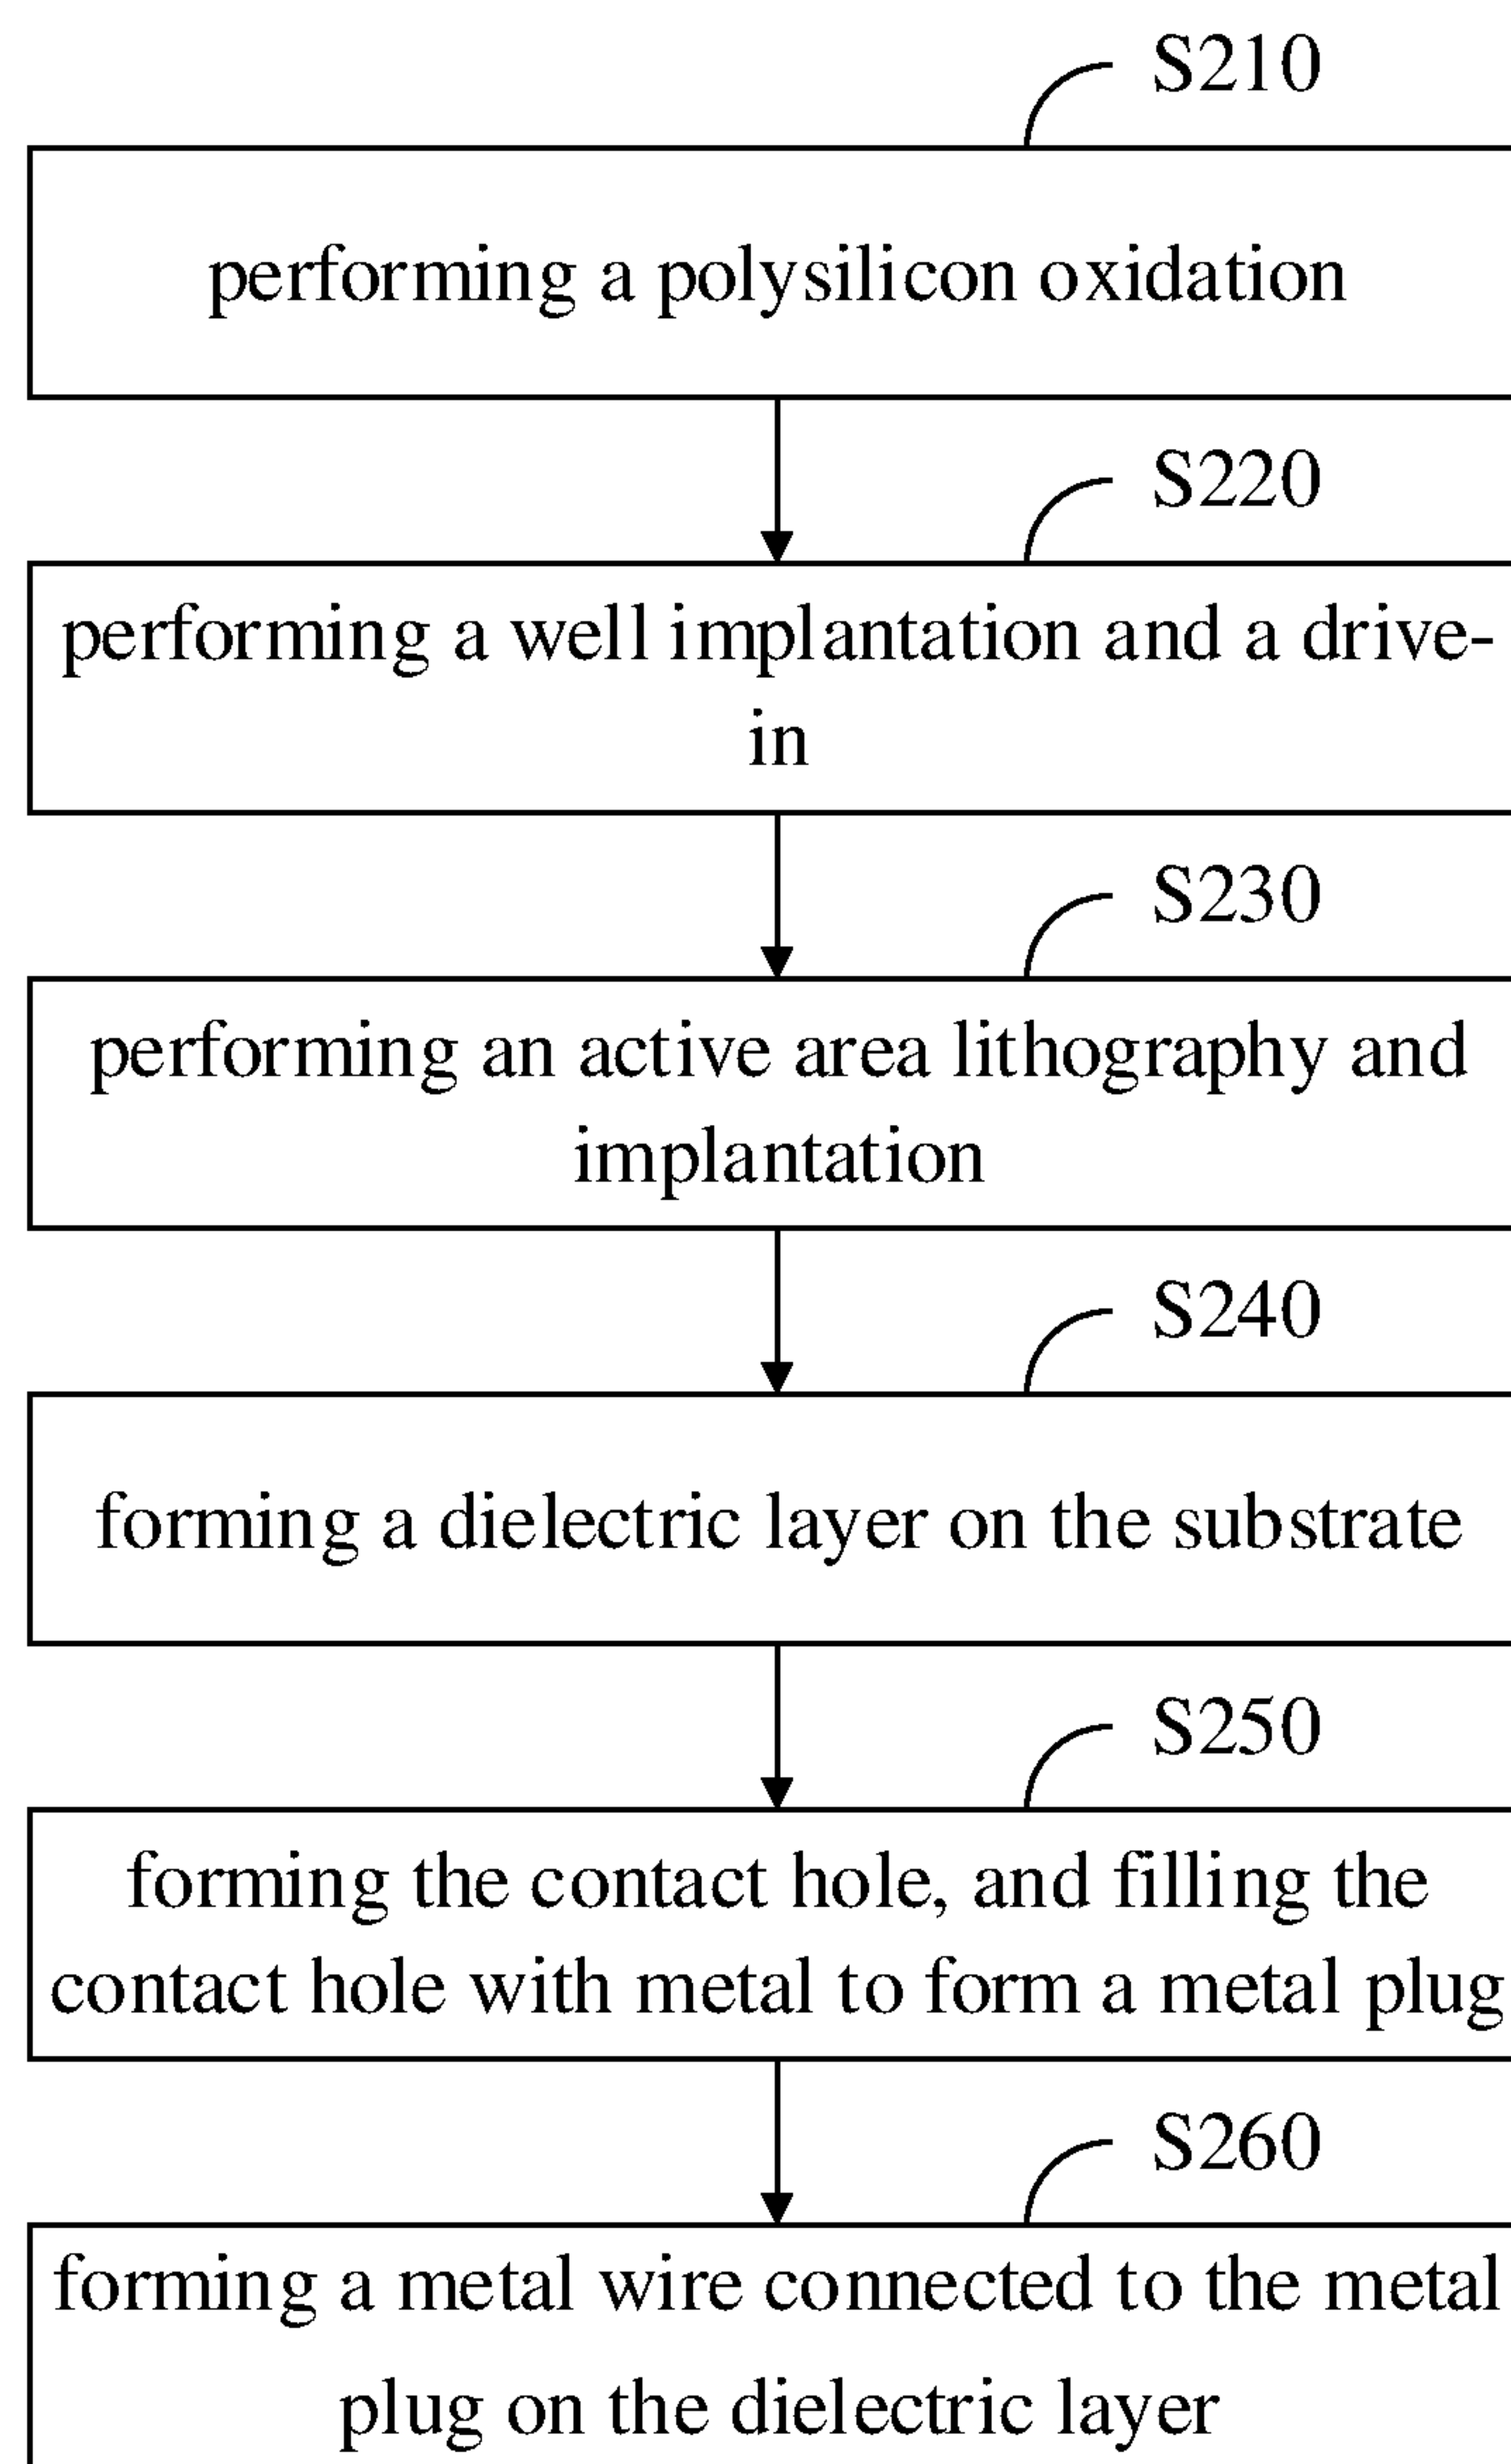 S210
performing a polysilicon oxidation
S220
performing a well implantation and a drive-
in
S230
performing an active area lithography and
implantation
S240
forming a dielectric layer on the substrate
S250
forming the contact hole, and filling the
contact hole with metal to form a metal plug
S260
forming a metal wire connected to the metal
plug on the dielectric layer